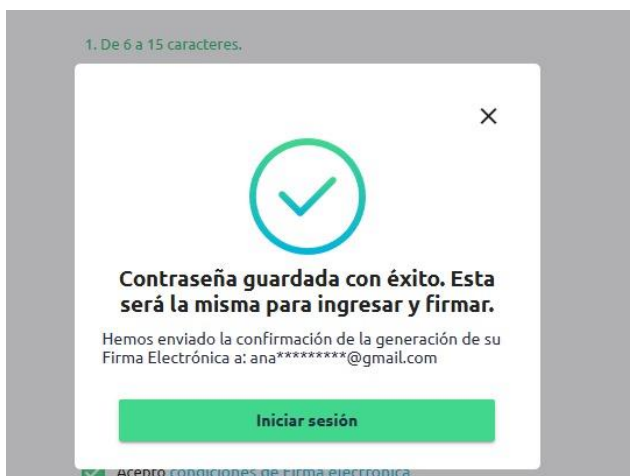 1. De 6 a 15 caracteres.
Contraseña guardada con éxito. Esta
será la misma para ingresar y firmar.
Hemos enviado la confirmación de la generación de su
Firma Electrónica a: ana*********@gmail.com
Iniciar sesión
Acepto condiciones de Firma electrónica